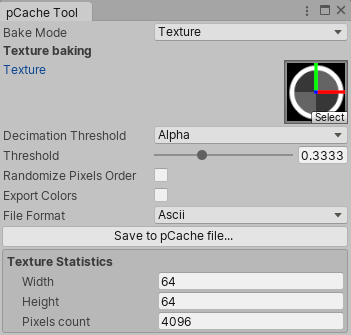 pCache Tool
Bake Mode Texture
Texture baking
Texture
Select
Decimation Threshold Alpha
Threshold 0.3333
Randomize Pixels Order
Export Colors
File Format Ascii
Save to pCache file...
Texture Statistics
Width 64
Height 64
Pixels count 4096